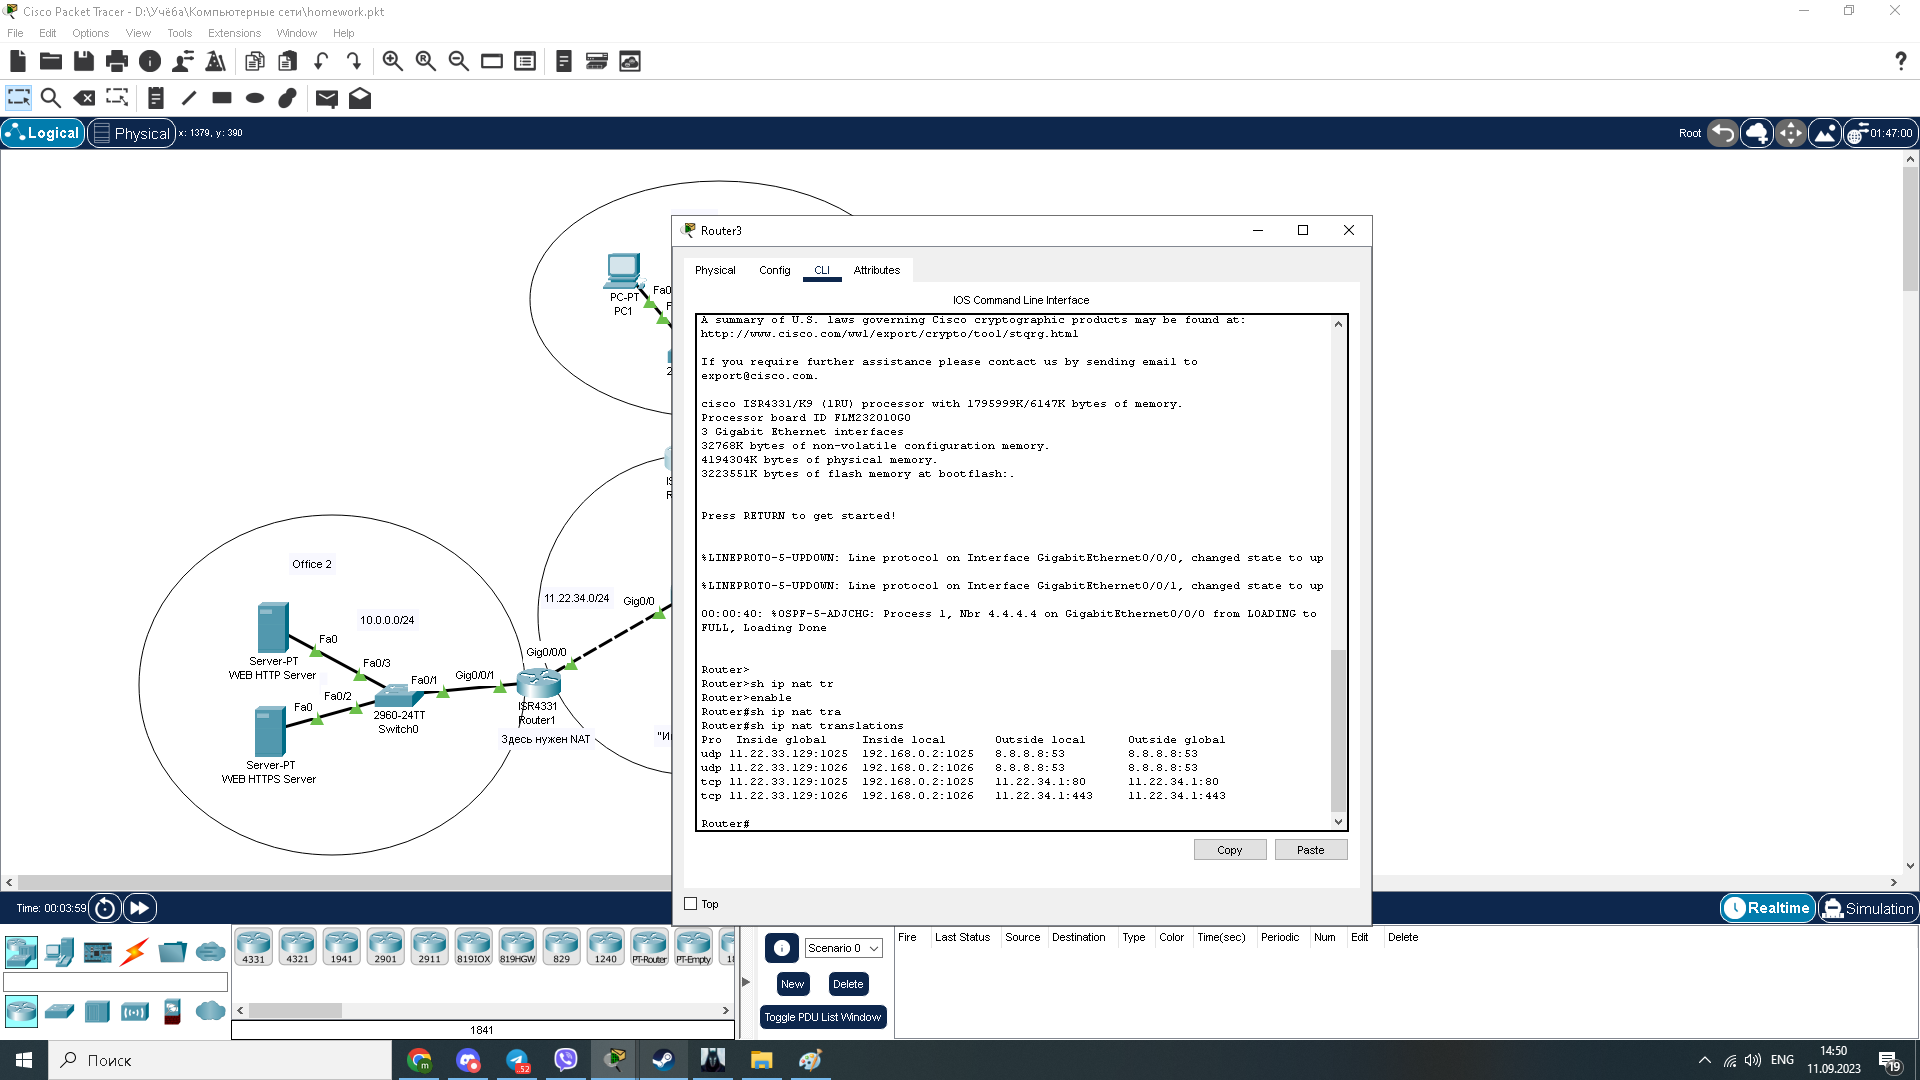 Cisco Packet Tracer - D:\Учёба\Компьютерные сети\homework.pkt
File Edit Options View Tools Extensions Window Help
Logical
Physical
x: 1379, y: 390
Root
01:47:00
PC-PT
PC1
Fa0
Router3
Physical Config CLI Attributes
IOS Command Line Interface
A summary of U.S. laws governing Cisco cryptographic products may be found at:
http://www.cisco.com/wwl/export/crypto/tool/stqrg.html
If you require further assistance please contact us by sending email to
export@cisco.com.
cisco ISR4331/K9 (1RU) processor with 1795999K/6147K bytes of memory.
Processor board ID FLM232010G0
3 Gigabit Ethernet interfaces
32768K bytes of non-volatile configuration memory.
4194304K bytes of physical memory.
3223551K bytes of flash memory at bootflash:.
Press RETURN to get started!
%LINEPROTO-5-UPDOWN: Line protocol on Interface GigabitEthernet0/0/0, changed state to up
%LINEPROTO-5-UPDOWN: Line protocol on Interface GigabitEthernet0/0/1, changed state to up
00:00:40: %OSPF-5-ADJCHG: Process 1, Nbr 4.4.4.4 on GigabitEthernet0/0/0 from LOADING to
FULL, Loading Done
Router>
Router>sh ip nat tr
Router>enable
Router#sh ip nat tra
Router#sh ip nat translations
Pro Inside global Inside local Outside local Outside global
udp 11.22.33.129:1025 192.168.0.2:1025 8.8.8.8:53 8.8.8.8:53
udp 11.22.33.129:1026 192.168.0.2:1026 8.8.8.8:53 8.8.8.8:53
tcp 11.22.33.129:1025 192.168.0.2:1025 11.22.34.1:80 11.22.34.1:80
tcp 11.22.33.129:1026 192.168.0.2:1026 11.22.34.1:443 11.22.34.1:443
Router#
Copy
Paste
Top
Office 2
10.0.0.0/24
11.22.34.0/24
Gig0/0
Fa0
Server-PT
WEB HTTP Server
Fa0/3
Fa0/1
Gig0/0/1
Gig0/0/0
Fa0/2
Fa0
2960-24TT
Switch0
ISR4331
Router1
Здесь нужен NAT
"И
Server-PT
WEB HTTPS Server
Time: 00:03:59
Realtime
Simulation
4331 4321 1941 2901 2911 819IOX 819HGW 829 1240 PT-Router PT-Empty
1841
Scenario 0
New
Delete
Toggle PDU List Window
Fire Last Status Source Destination Type Color Time(sec) Periodic Num Edit Delete
Поиск
52
ENG
14:50
11.09.2023
19